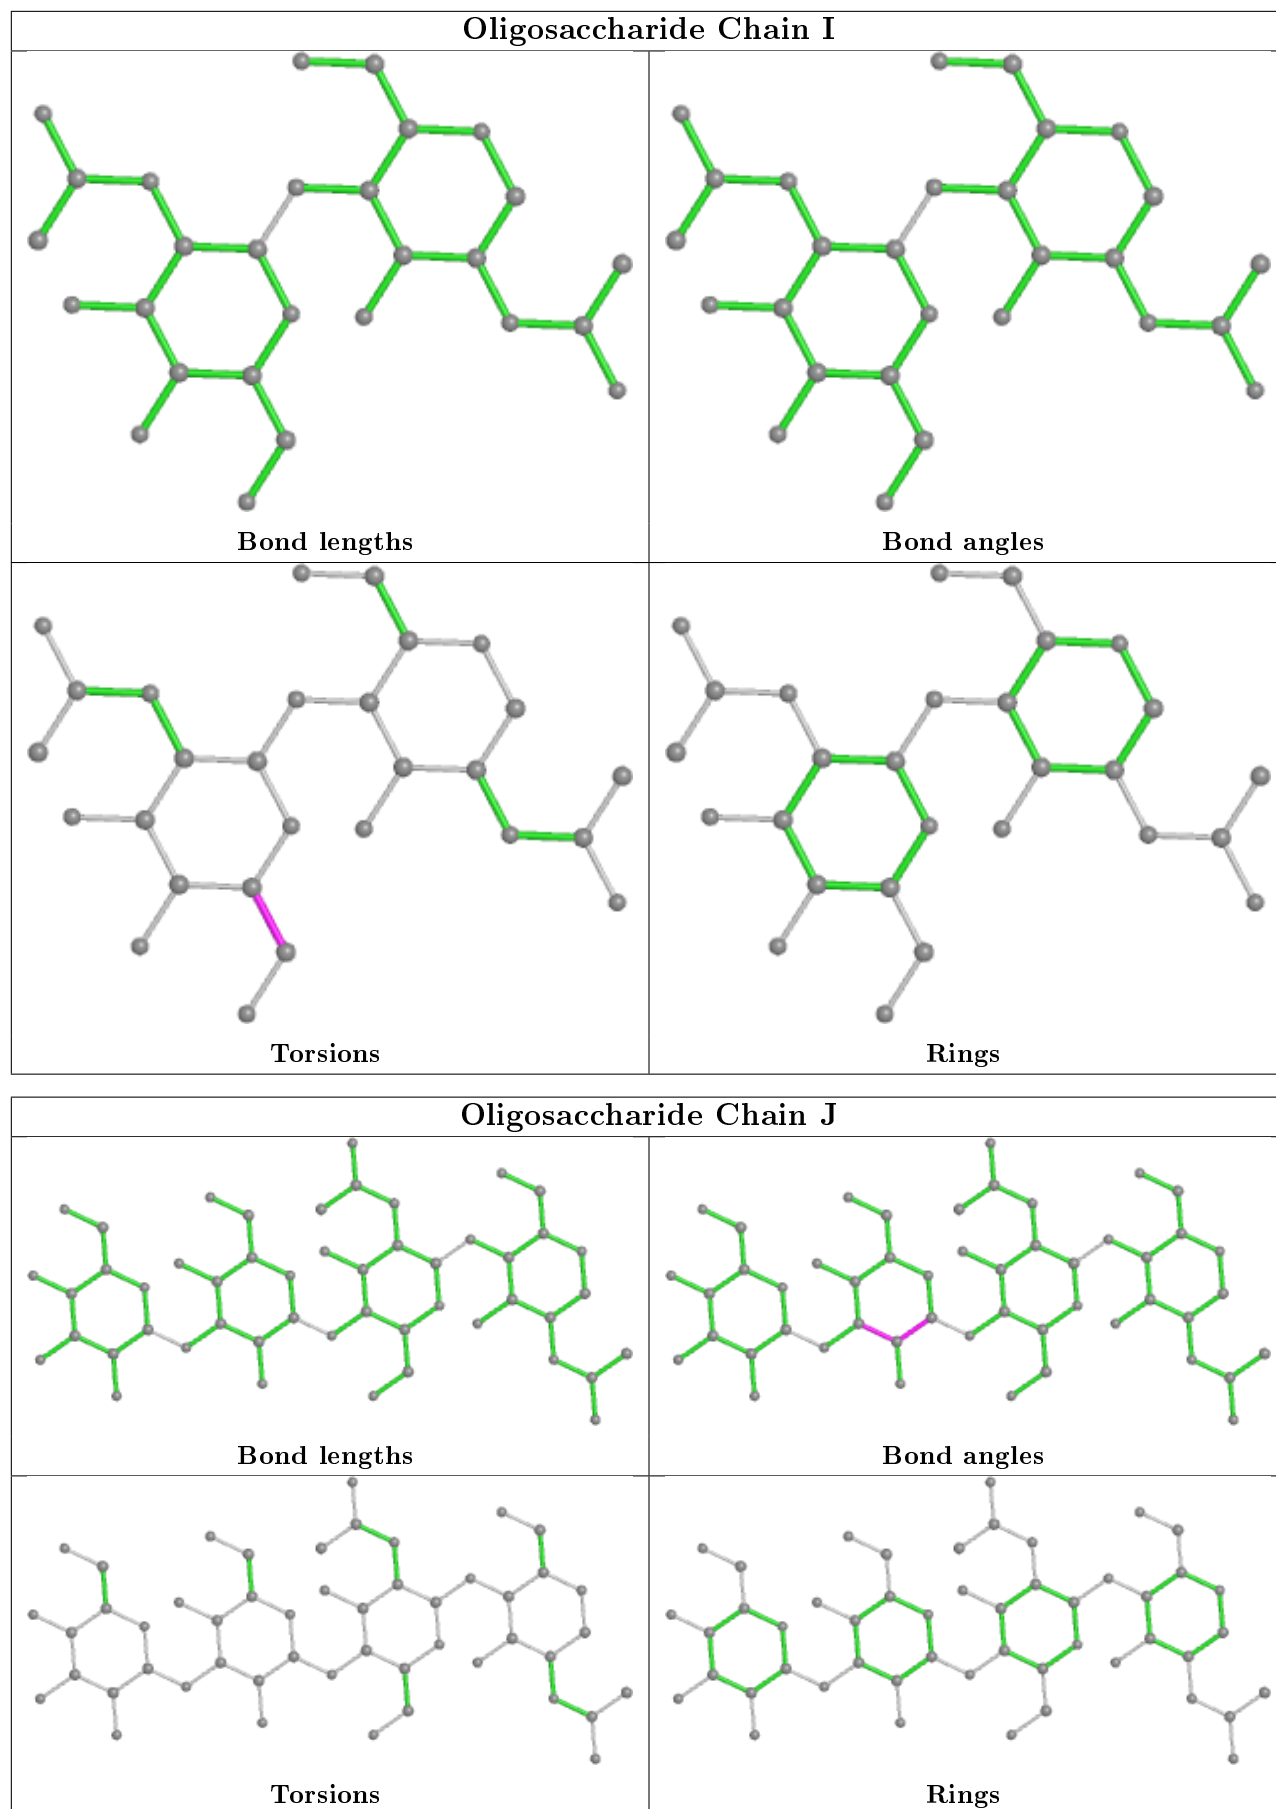 Oligosaccharide Chain I
Bond lengths
Bond angles
Torsions
Rings
Oligosaccharide Chain J
Bond lengths
Bond angles
Torsions
Rings